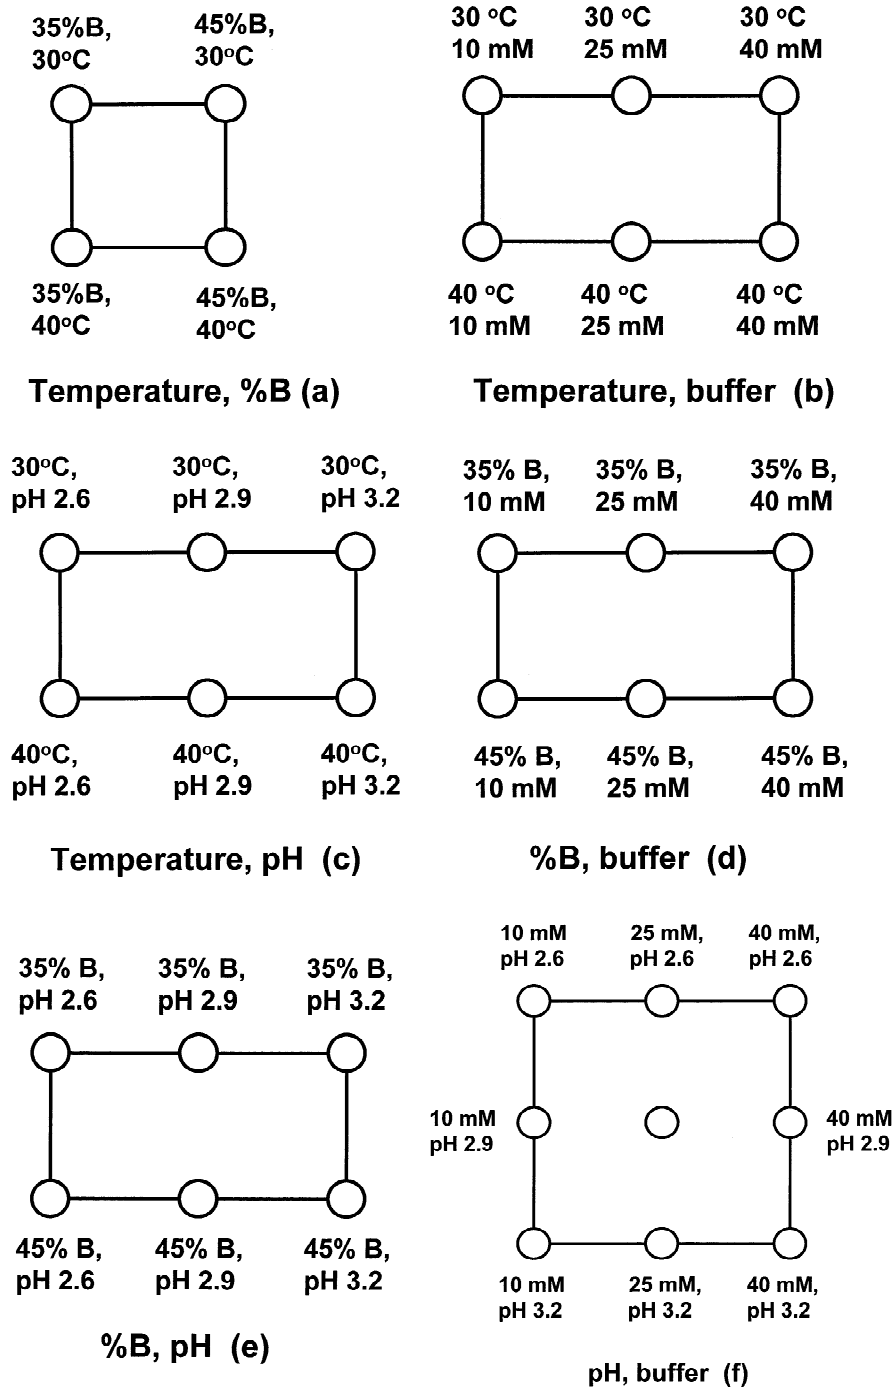 35%B,
30°C
45%B,
30°C
35%B,
40°C
45%B,
40°C
Temperature, %B (a)
30 °C
10 mM
30 °C
25 mM
30 °C
40 mM
40 °C
10 mM
40 °C
25 mM
40 °C
40 mM
Temperature, buffer (b)
30°C,
pH 2.6
30°C,
pH 2.9
30°C,
pH 3.2
40°C,
pH 2.6
40°C,
pH 2.9
40°C,
pH 3.2
Temperature, pH (c)
35% B,
10 mM
35% B,
25 mM
35% B,
40 mM
45% B,
10 mM
45% B,
25 mM
45% B,
40 mM
%B, buffer (d)
35% B,
pH 2.6
35% B,
pH 2.9
35% B,
pH 3.2
45% B,
pH 2.6
45% B,
pH 2.9
45% B,
pH 3.2
%B, pH (e)
10 mM
pH 2.6
25 mM,
pH 2.6
40 mM,
pH 2.6
10 mM
pH 2.9
40 mM
pH 2.9
10 mM
pH 3.2
25 mM,
pH 3.2
40 mM,
pH 3.2
pH, buffer (f)